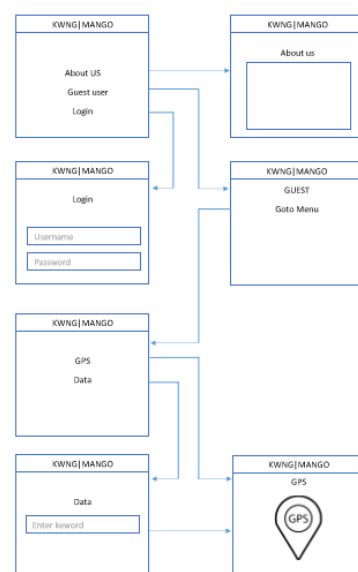 KWNG|MANGO
About US
Guest user
Login
KWNG|MANGO
About us
KWNG|MANGO
Login
Username
Password
KWNG|MANGO
GUEST
Goto Menu
KWNG|MANGO
GPS
Data
KWNG|MANGO
Data
Enter keword
KWNG|MANGO
GPS
GPS